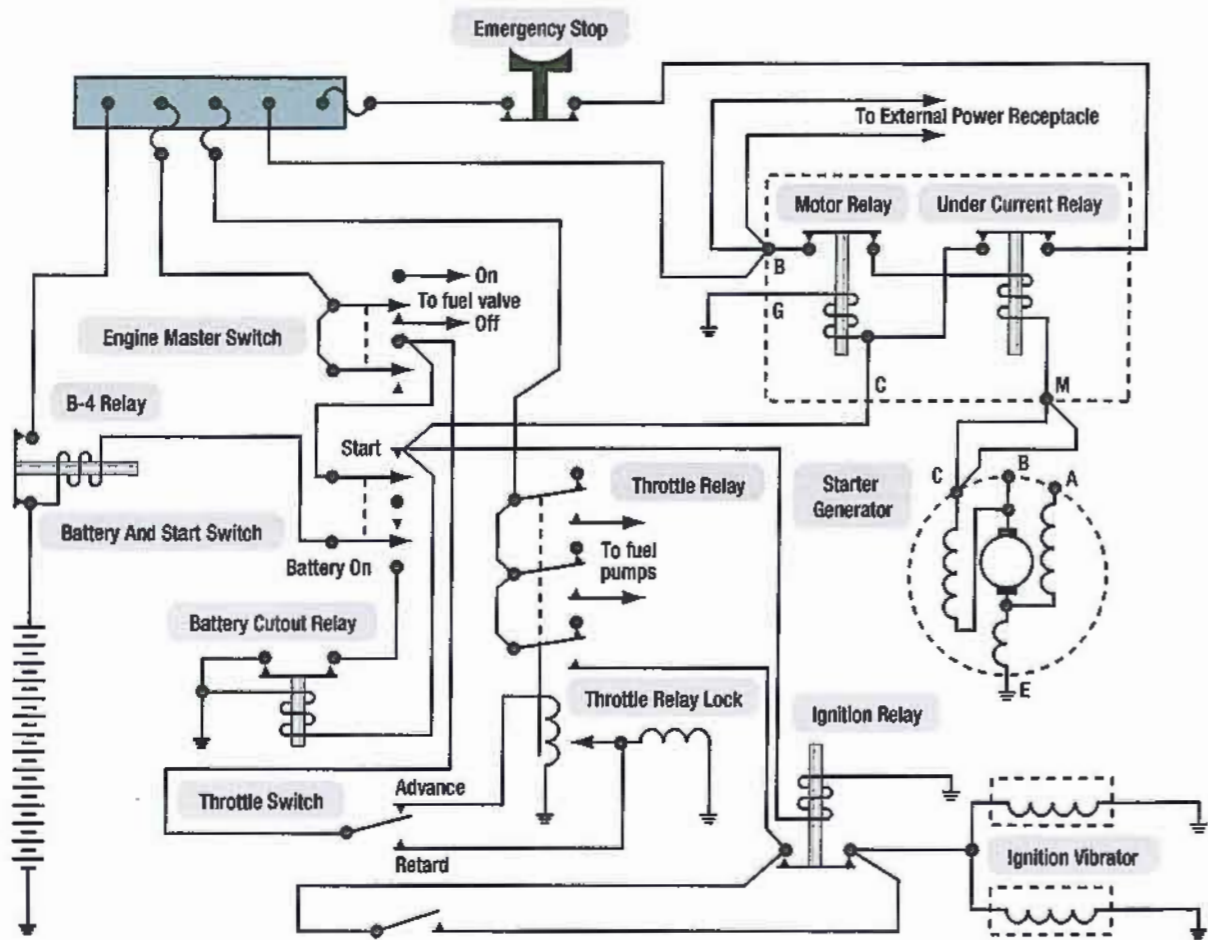 Emergency Stop
To External Power Receptacle
Motor Relay
Under Current Relay
B
On
To fuel valve
Off
G
Engine Master Switch
C
M
B-4 Relay
Start
C
B
A
Throttle Relay
Starter
Generator
Battery And Start Switch
To fuel
pumps
Battery On
Battery Cutout Relay
E
Throttle Relay Lock
Ignition Relay
Advance
Throttle Switch
Retard
Ignition Vibrator